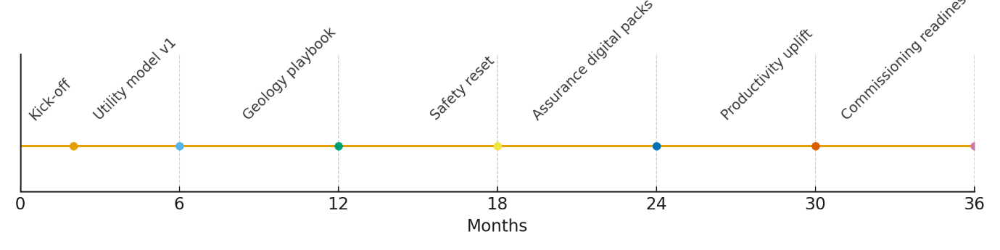 Kick-off
Utility model v1
Geology playbook
Safety reset
Assurance digital packs
Productivity uplift
Commissioning readines
0 6 12 18 24 30 36
Months